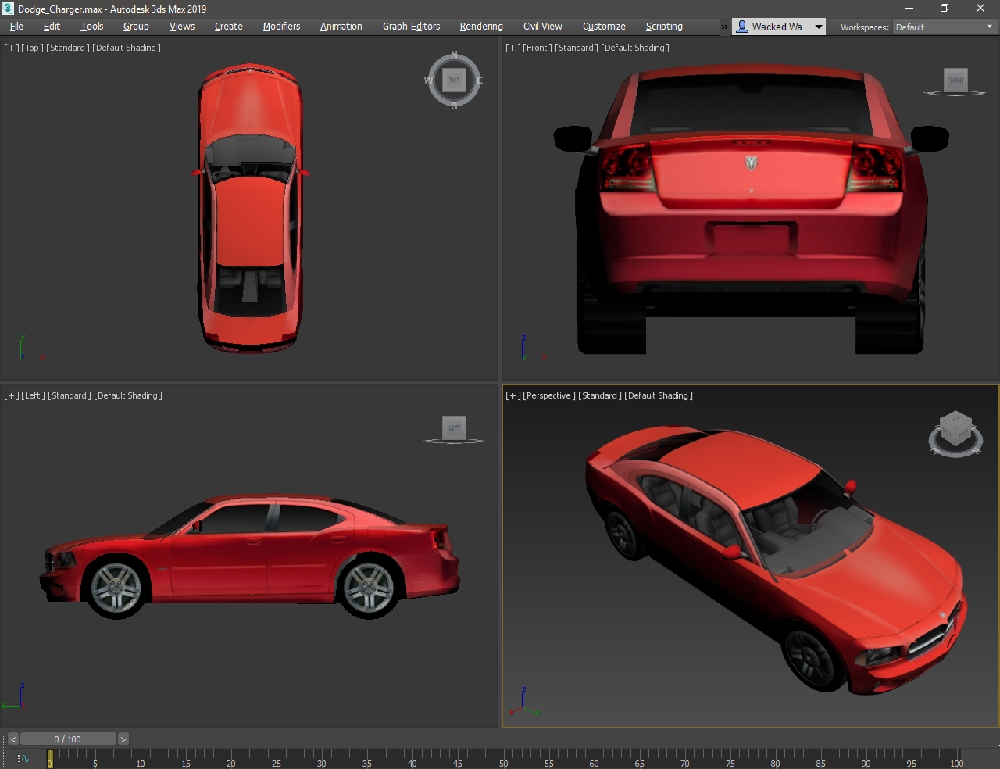 Dodge_Charger.max - Autodesk 3ds Max 2019
File Edit Tools Group Views Create Modifiers Animation Graph Editors Rendering Civil View Customize Scripting » Wacked Wa Workspaces: Default
[+] [Top] [Standard] [Default Shading]
N
W TOP E
S
[+] [Front] [Standard] [Default Shading]
FRONT
[+] [Left] [Standard] [Default Shading]
LEFT
[+] [Perspective] [Standard] [Default Shading]
< 0 / 100 >
0 5 10 15 20 25 30 35 40 45 50 55 60 65 70 75 80 85 90 95 100